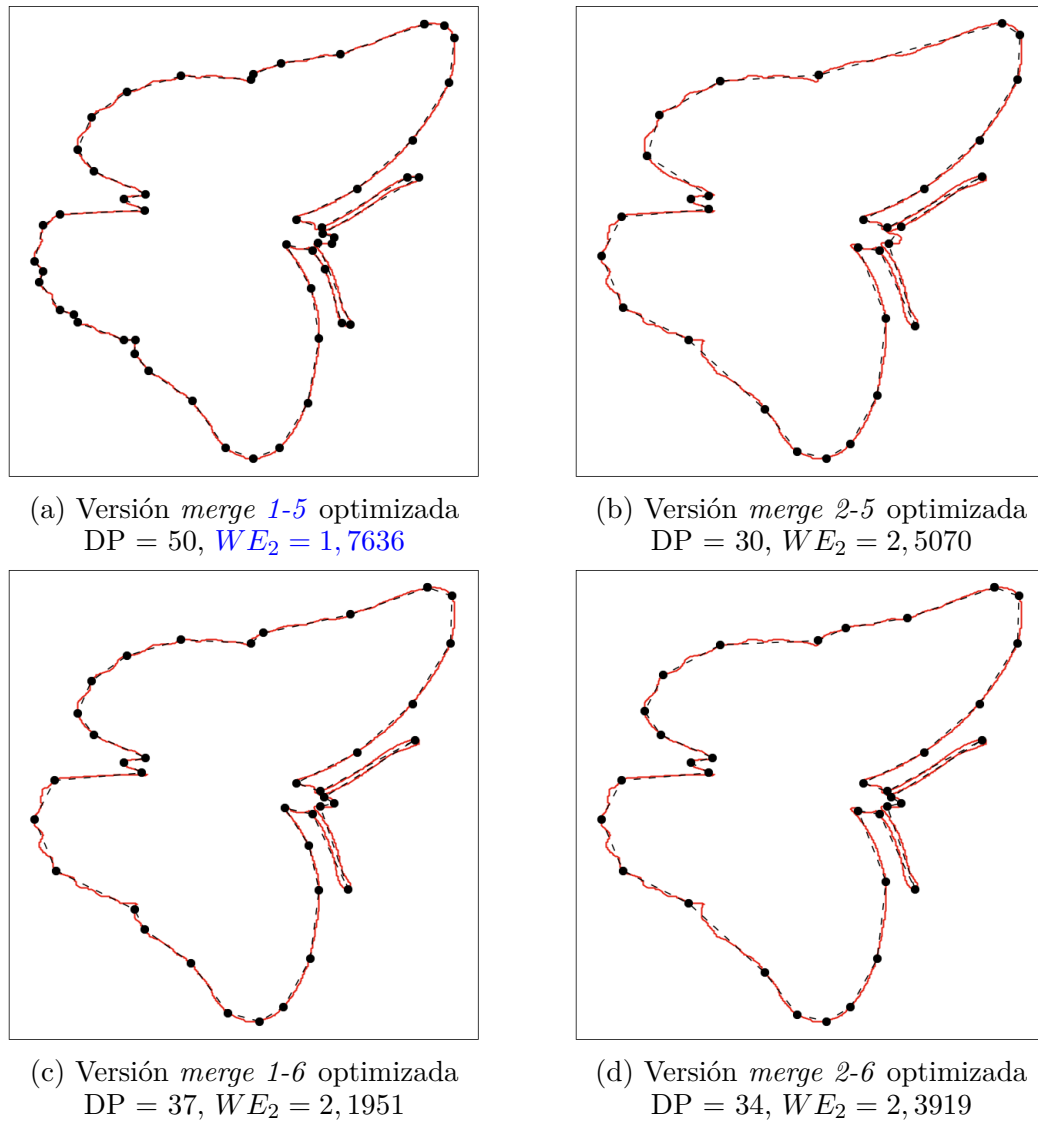 (a) Versión merge 1-5 optimizada
DP = 50, WE₂ = 1,7636
(b) Versión merge 2-5 optimizada
DP = 30, WE₂ = 2,5070
(c) Versión merge 1-6 optimizada
DP = 37, WE₂ = 2,1951
(d) Versión merge 2-6 optimizada
DP = 34, WE₂ = 2,3919